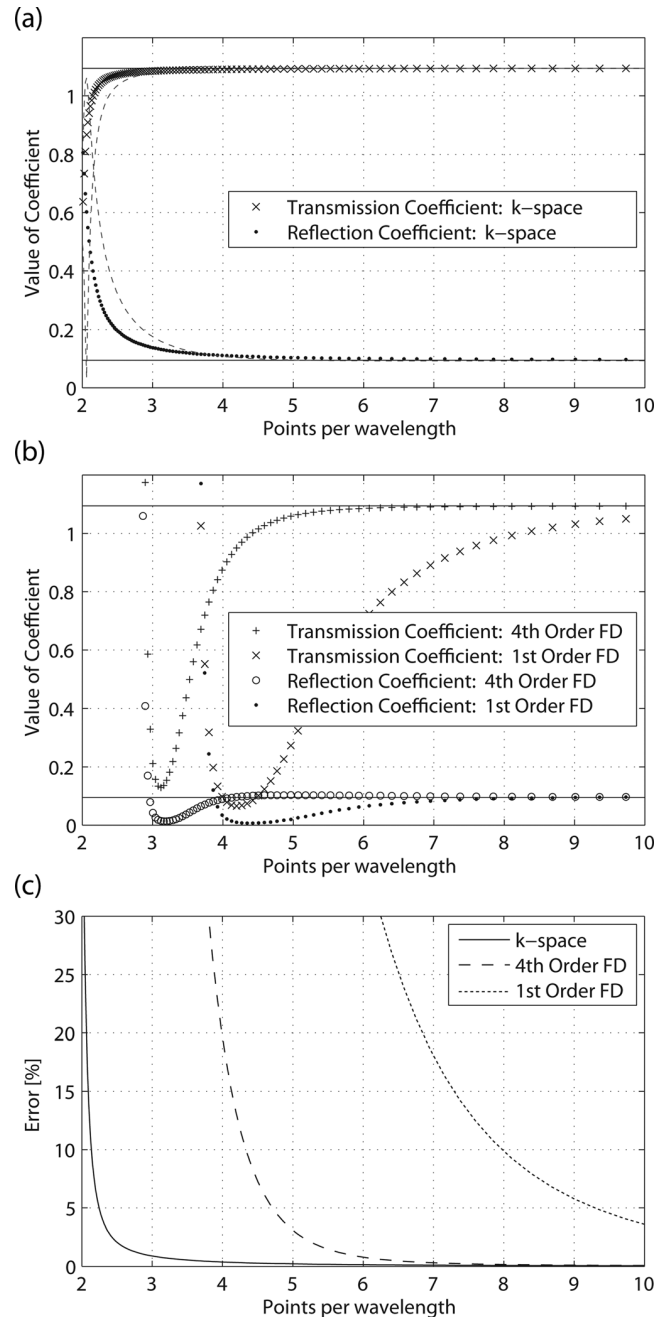 (a)
Value of Coefficient
1
0.8
0.6
0.4
0.2
0
Transmission Coefficient: k−space
Reflection Coefficient: k−space
2 3 4 5 6 7 8 9 10
Points per wavelength
(b)
Value of Coefficient
1
0.8
0.6
0.4
0.2
0
Transmission Coefficient: 4th Order FD
Transmission Coefficient: 1st Order FD
Reflection Coefficient: 4th Order FD
Reflection Coefficient: 1st Order FD
2 3 4 5 6 7 8 9 10
Points per wavelength
(c)
Error [%]
30
25
20
15
10
5
0
k−space
4th Order FD
1st Order FD
2 3 4 5 6 7 8 9 10
Points per wavelength